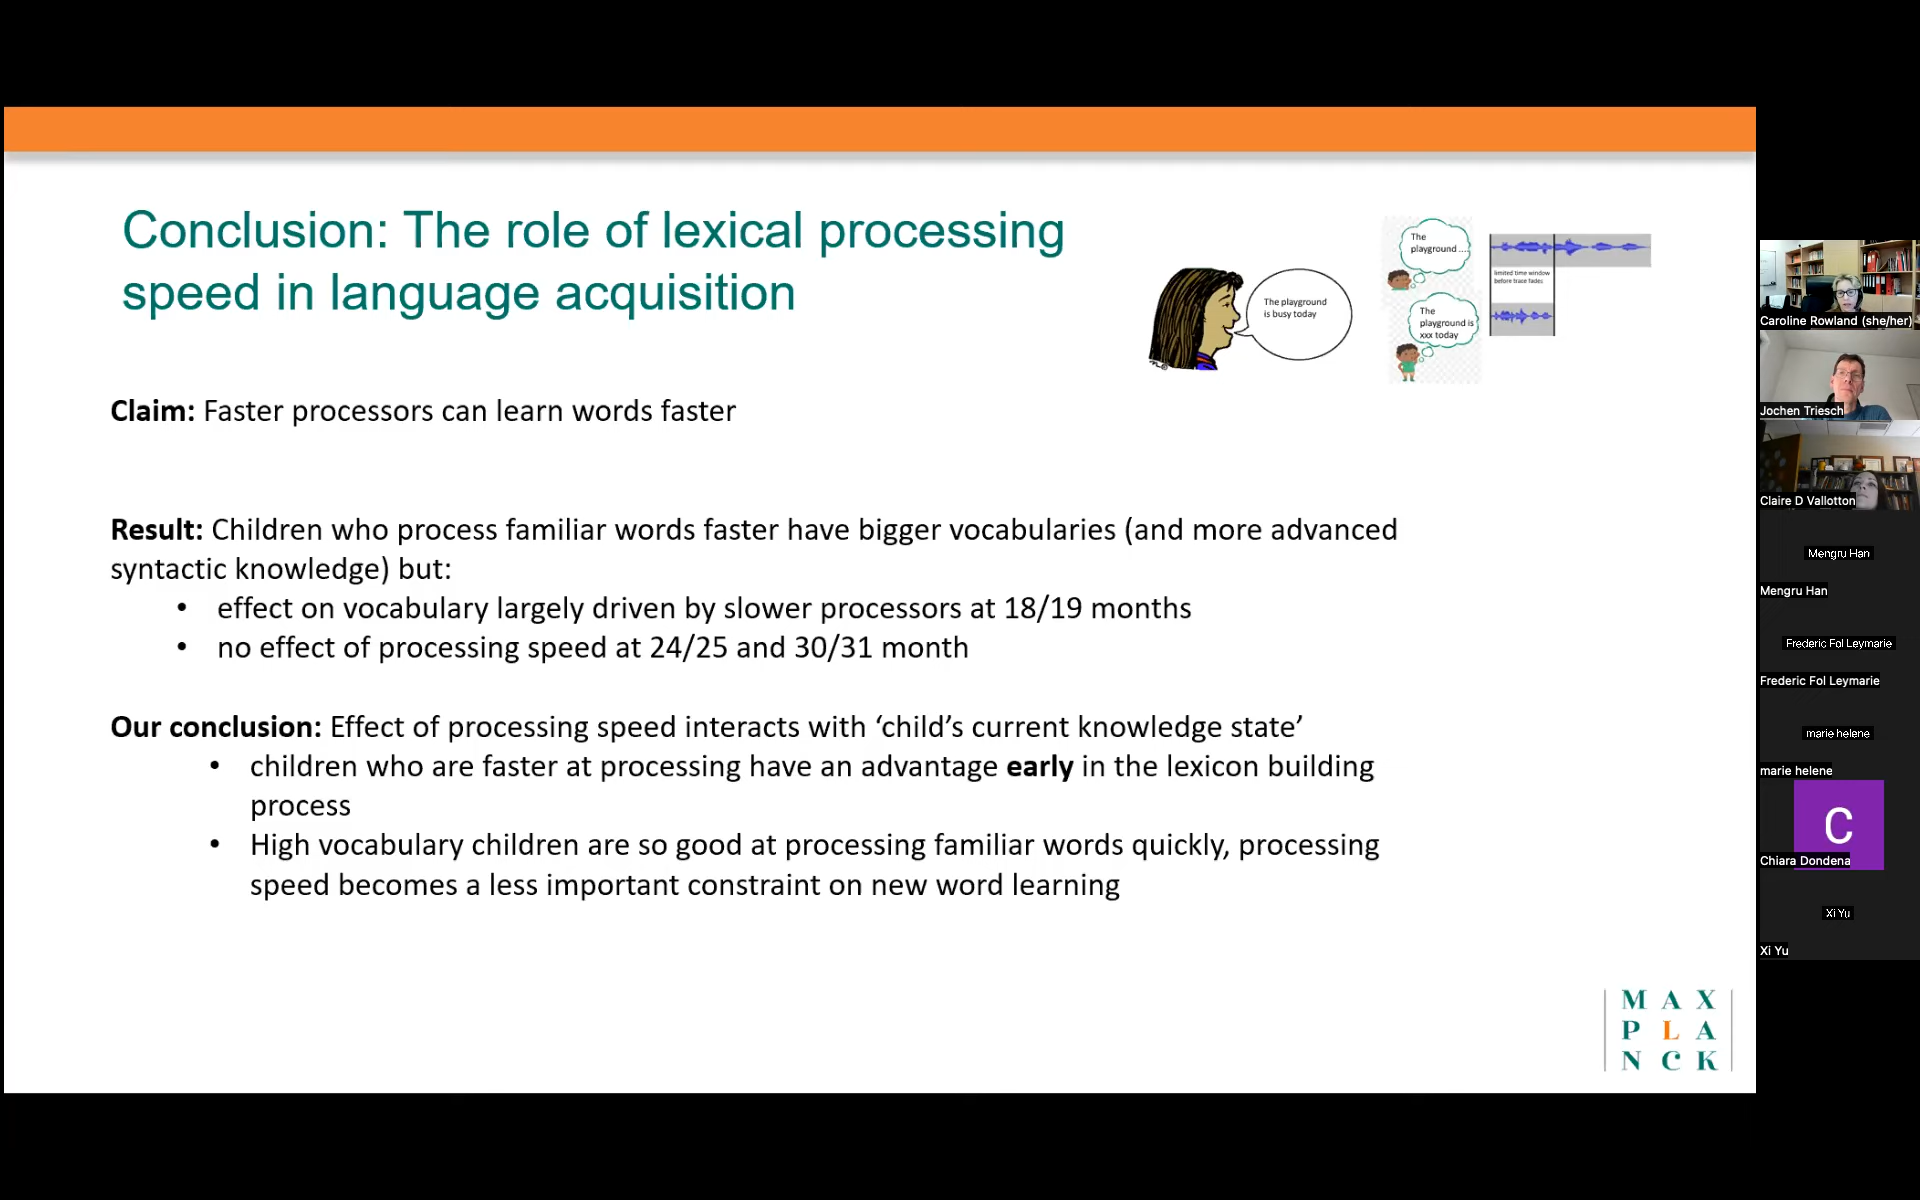 Conclusion: The role of lexical processing
speed in language acquisition
The playground
is busy today
The
playground ....
The
playground is
xxx today
limited time window
before trase fades
Claim: Faster processors can learn words faster
Result: Children who process familiar words faster have bigger vocabularies (and more advanced
syntactic knowledge) but:
• effect on vocabulary largely driven by slower processors at 18/19 months
• no effect of processing speed at 24/25 and 30/31 month
Our conclusion: Effect of processing speed interacts with ‘child’s current knowledge state’
• children who are faster at processing have an advantage early in the lexicon building
process
• High vocabulary children are so good at processing familiar words quickly, processing
speed becomes a less important constraint on new word learning
M A X
P L A
N C K
Caroline Rowland (she/her)
Jochen Triesch
Claire D Vallotton
Mengru Han
Mengru Han
Frederic Fol Leymarie
Frederic Fol Leymarie
marie helene
marie helene
C
Chiara Dondena
Xi Yu
Xi Yu